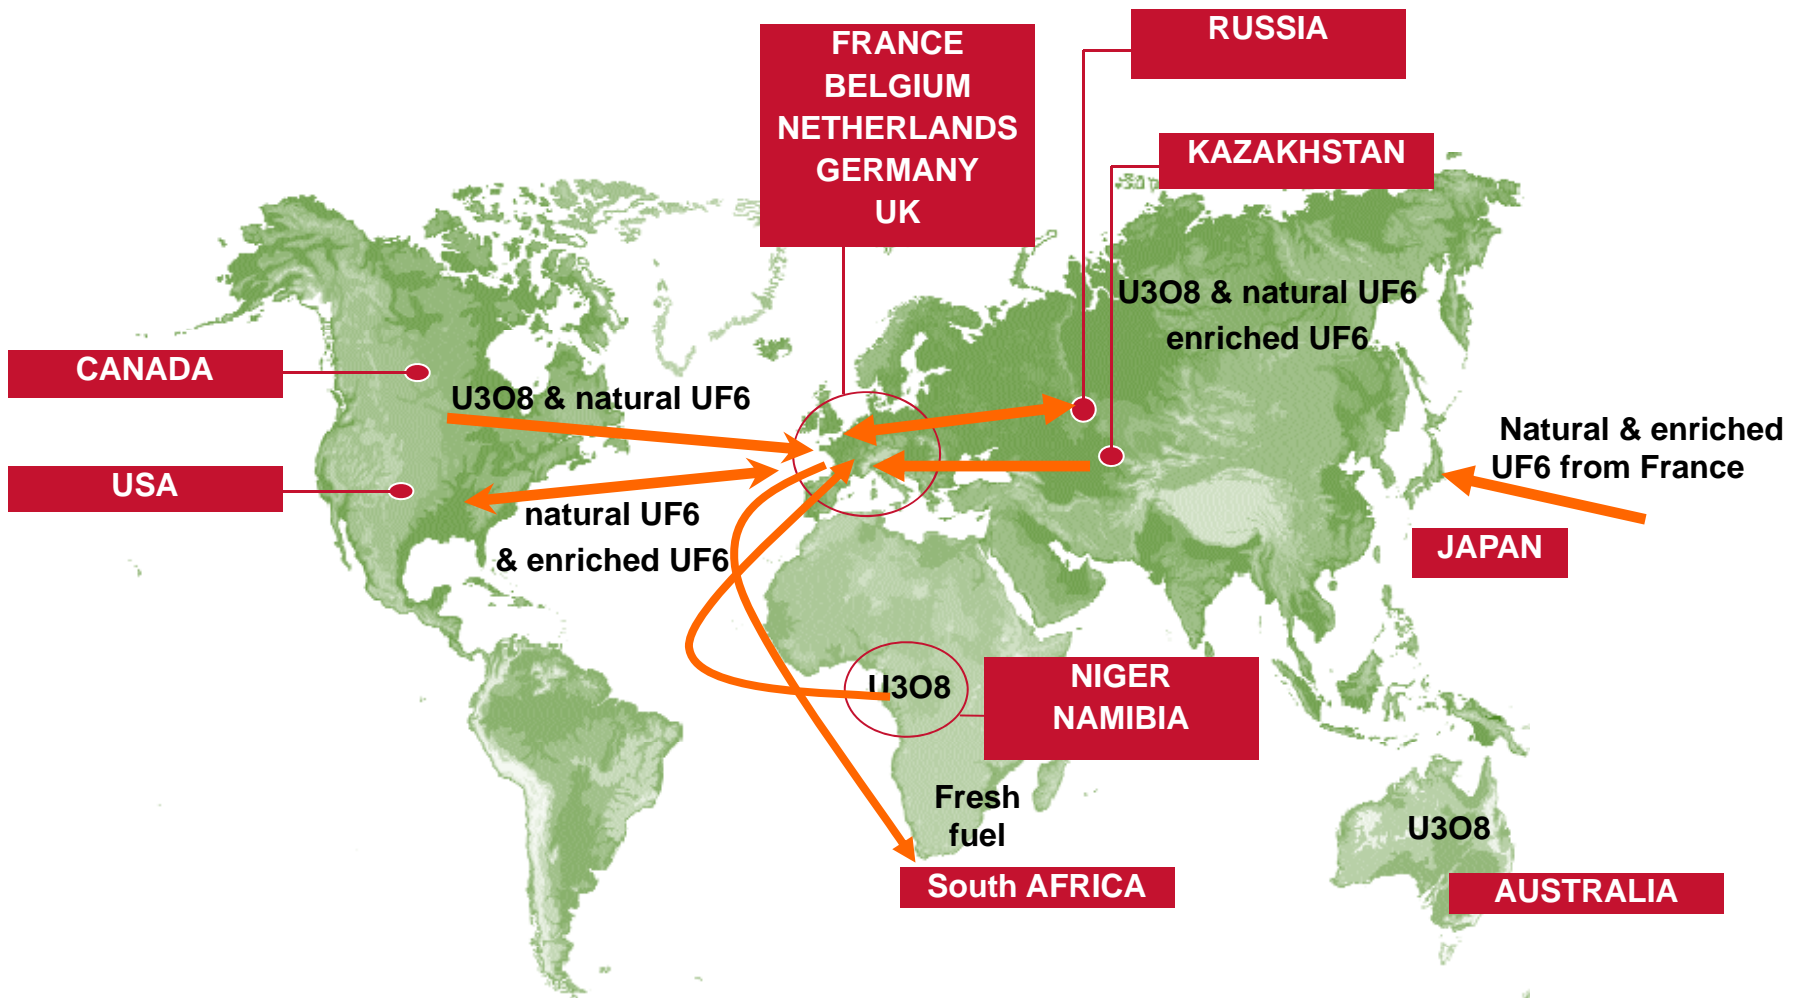 FRANCE
BELGIUM
NETHERLANDS
GERMANY
UK
RUSSIA
KAZAKHSTAN
U3O8 & natural UF6
enriched UF6
CANADA
U3O8 & natural UF6
USA
natural UF6
& enriched UF6
Natural & enriched
UF6 from France
JAPAN
U3O8
NIGER
NAMIBIA
Fresh
fuel
South AFRICA
U3O8
AUSTRALIA